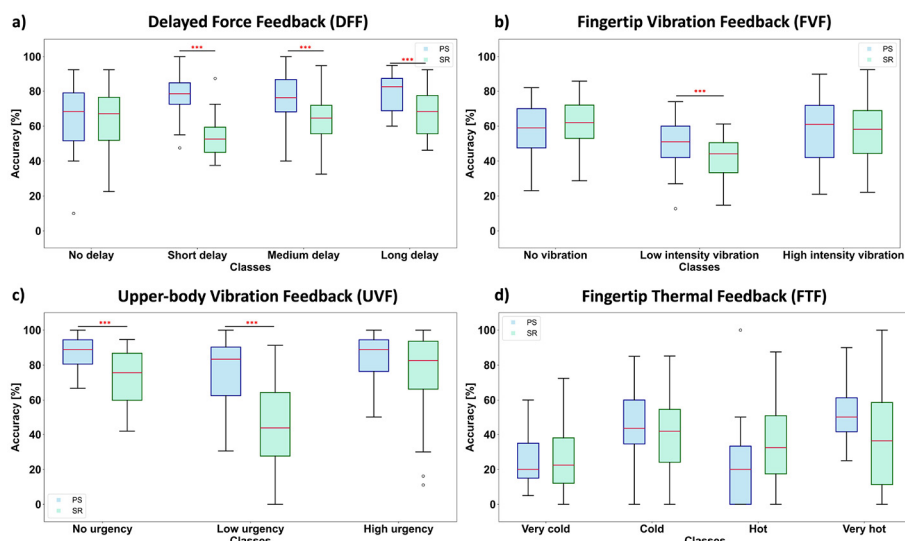 a)
Delayed Force Feedback (DFF)
Accuracy [%]
100
80
60
40
20
0
***
***
***
PS
SR
No delay
Short delay
Medium delay
Long delay
Classes
b)
Fingertip Vibration Feedback (FVF)
Accuracy [%]
100
80
60
40
20
0
***
PS
SR
No vibration
Low intensity vibration
High intensity vibration
Classes
c)
Upper-body Vibration Feedback (UVF)
Accuracy [%]
100
80
60
40
20
0
***
***
PS
SR
No urgency
Low urgency
High urgency
Classes
d)
Fingertip Thermal Feedback (FTF)
Accuracy [%]
100
80
60
40
20
0
PS
SR
Very cold
Cold
Hot
Very hot
Classes